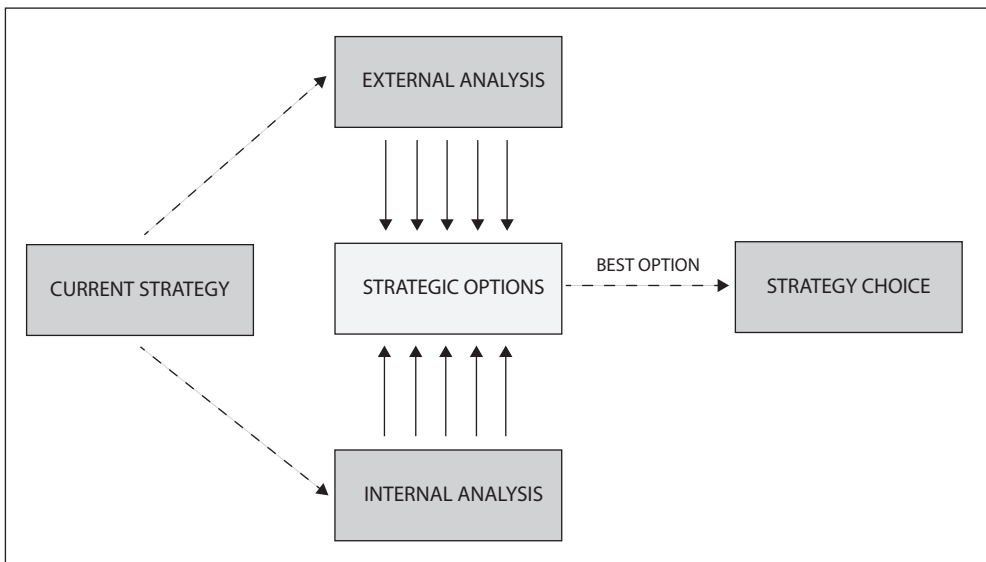 EXTERNAL ANALYSIS
CURRENT STRATEGY
STRATEGIC OPTIONS
BEST OPTION
STRATEGY CHOICE
INTERNAL ANALYSIS